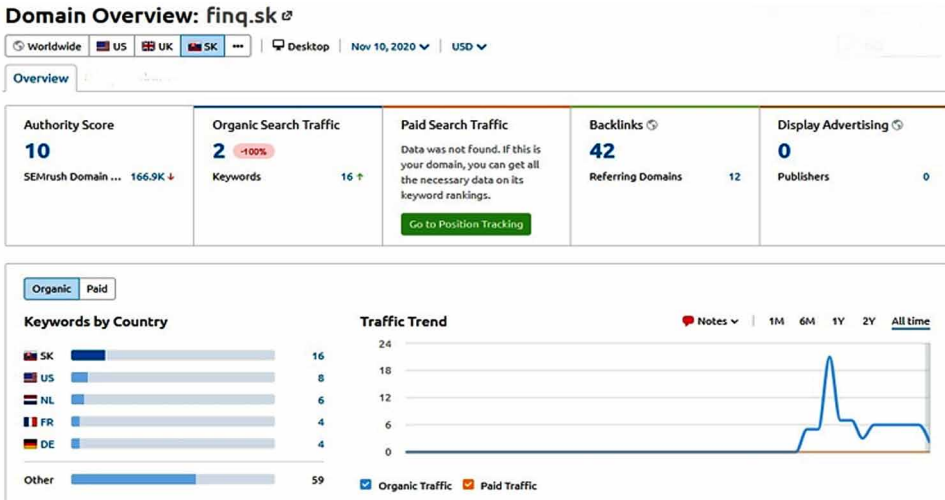 Domain Overview: finq.sk
Worldwide US UK SK ••• Desktop Nov 10, 2020 USD
Overview
Authority Score
10
SEMrush Domain ... 166.9K ↓
Organic Search Traffic
2 -100%
Keywords 16 ↑
Paid Search Traffic
Data was not found. If this is
your domain, you can get all
the necessary data on its
keyword rankings.
Go to Position Tracking
Backlinks
42
Referring Domains 12
Display Advertising
0
Publishers 0
Organic Paid
Keywords by Country
SK 16
US 8
NL 6
FR 4
DE 4
Other 59
Traffic Trend
Notes 1M 6M 1Y 2Y All time
24
18
12
6
0
Organic Traffic Paid Traffic